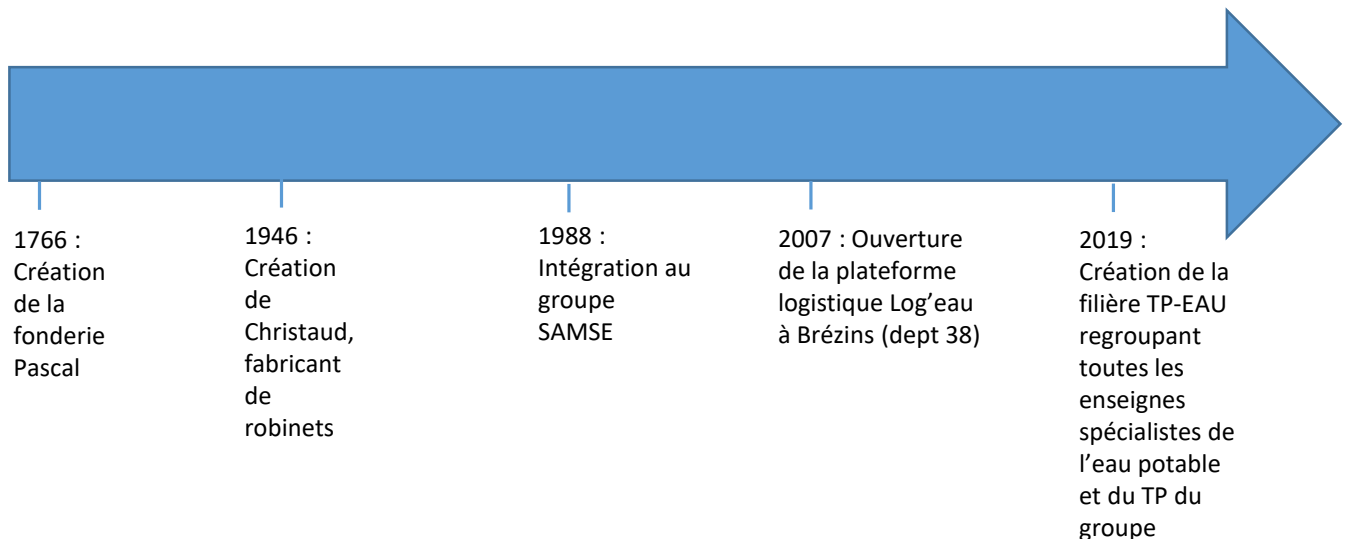 1766 :
Création
de la
fonderie
Pascal
1946 :
Création
de
Christaud,
fabricant
de
robinets
1988 :
Intégration au
groupe
SAMSE
2007 : Ouverture
de la plateforme
logistique Log’eau
à Brézins (dept 38)
2019 :
Création de la
filière TP-EAU
regroupant
toutes les
enseignes
spécialistes de
l’eau potable
et du TP du
groupe